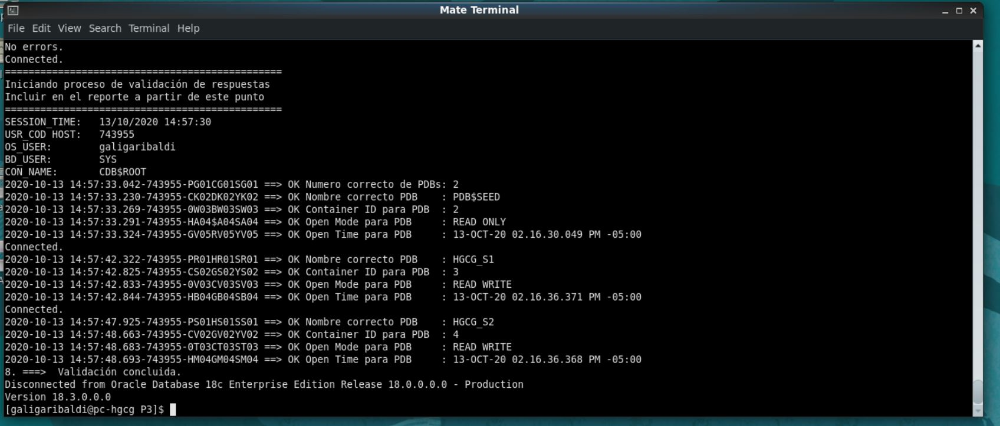 Mate Terminal
File Edit View Search Terminal Help
No errors.
Connected.
===============================================
Iniciando proceso de validación de respuestas
Incluir en el reporte a partir de este punto
===============================================
SESSION_TIME:   13/10/2020 14:57:30
USR_COD HOST:   743955
OS_USER:        galigaribaldi
BD_USER:        SYS
CON_NAME:       CDB$ROOT
2020-10-13 14:57:33.042-743955-PG01CG01SG01 ==> OK Numero correcto de PDBs: 2
2020-10-13 14:57:33.230-743955-CK02DK02YK02 ==> OK Nombre correcto PDB    : PDB$SEED
2020-10-13 14:57:33.269-743955-0W03BW03SW03 ==> OK Container ID para PDB  : 2
2020-10-13 14:57:33.291-743955-HA04$A04SA04 ==> OK Open Mode para PDB     : READ ONLY
2020-10-13 14:57:33.324-743955-GV05RV05YV05 ==> OK Open Time para PDB     : 13-OCT-20 02.16.30.049 PM -05:00
Connected.
2020-10-13 14:57:42.322-743955-PR01HR01SR01 ==> OK Nombre correcto PDB    : HGCG_S1
2020-10-13 14:57:42.825-743955-CS02GS02YS02 ==> OK Container ID para PDB  : 3
2020-10-13 14:57:42.833-743955-0V03CV03SV03 ==> OK Open Mode para PDB     : READ WRITE
2020-10-13 14:57:42.844-743955-HB04GB04SB04 ==> OK Open Time para PDB     : 13-OCT-20 02.16.36.371 PM -05:00
Connected.
2020-10-13 14:57:47.925-743955-PS01HS01SS01 ==> OK Nombre correcto PDB    : HGCG_S2
2020-10-13 14:57:48.663-743955-CV02GV02YV02 ==> OK Container ID para PDB  : 4
2020-10-13 14:57:48.683-743955-0T03CT03ST03 ==> OK Open Mode para PDB     : READ WRITE
2020-10-13 14:57:48.693-743955-HM04GM04SM04 ==> OK Open Time para PDB     : 13-OCT-20 02.16.36.368 PM -05:00
8. ===>  Validación concluida.
Disconnected from Oracle Database 18c Enterprise Edition Release 18.0.0.0.0 - Production
Version 18.3.0.0.0
[galigaribaldi@pc-hgcg P3]$